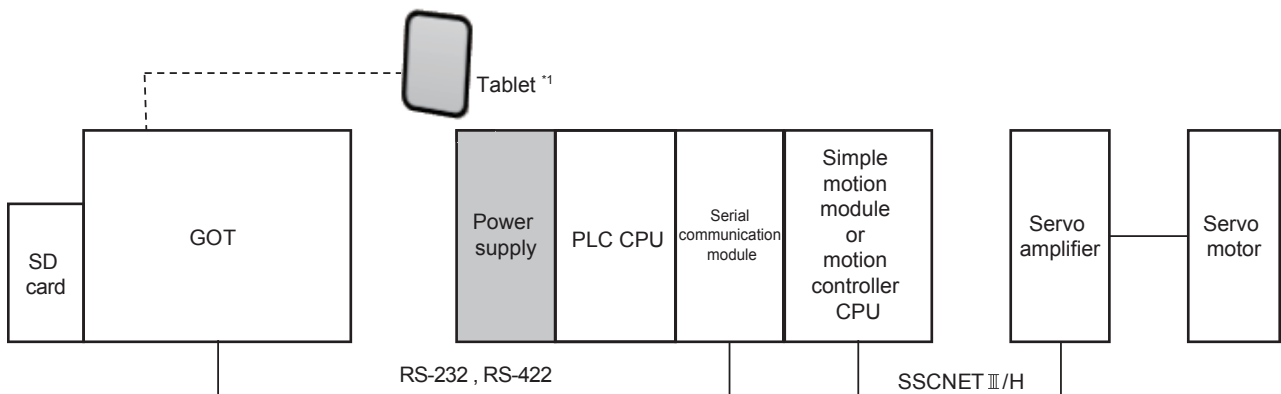 Tablet *1
SD
card
GOT
Power
supply
PLC CPU
Serial
communication
module
Simple
motion
module
or
motion
controller
CPU
Servo
amplifier
Servo
motor
RS-232 , RS-422
SSCNETⅢ/H